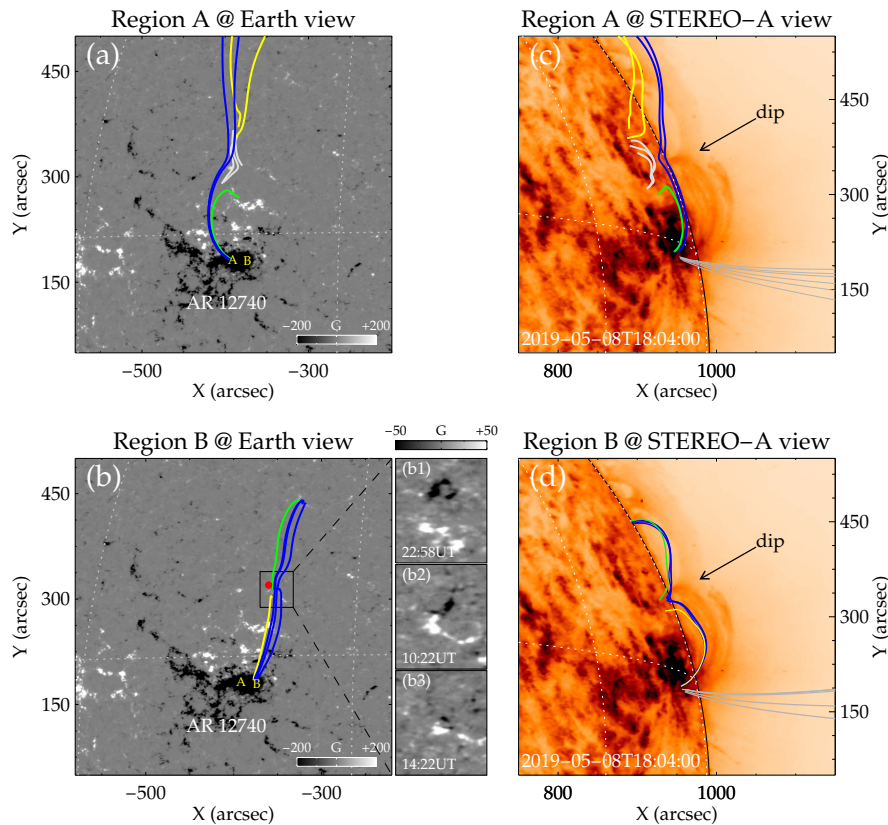 Region A @ Earth view
Region A @ STEREO−A view
(a)
(c)
dip
A B
AR 12740
−200 G +200
2019−05−08T18:04:00
450
300
150
Y (arcsec)
450
300
150
Y (arcsec)
−500
−300
X (arcsec)
800
1000
X (arcsec)
−50 G +50
Region B @ Earth view
Region B @ STEREO−A view
(b)
(b1)
22:58UT
(b2)
10:22UT
(b3)
14:22UT
(d)
dip
A B
AR 12740
−200 G +200
2019−05−08T18:04:00
450
300
150
Y (arcsec)
450
300
150
Y (arcsec)
−500
−300
X (arcsec)
800
1000
X (arcsec)